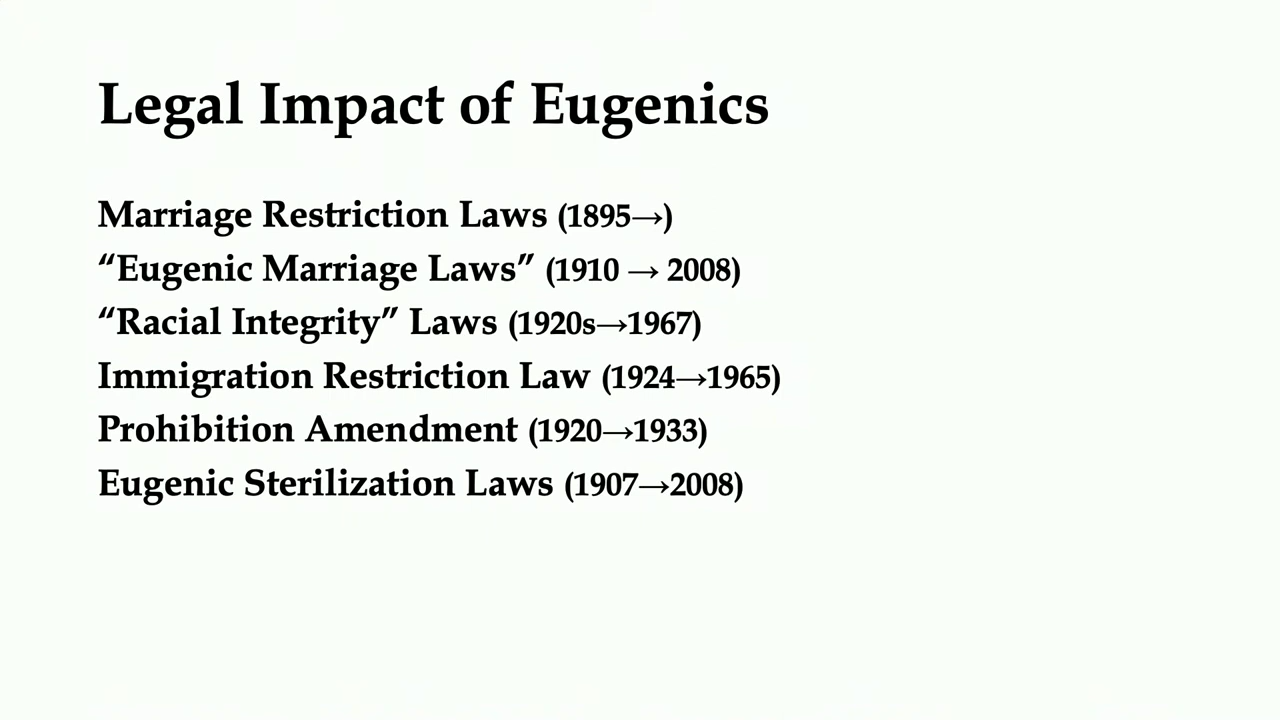 Legal Impact of Eugenics
Marriage Restriction Laws (1895→)
“Eugenic Marriage Laws” (1910 → 2008)
“Racial Integrity” Laws (1920s→1967)
Immigration Restriction Law (1924→1965)
Prohibition Amendment (1920→1933)
Eugenic Sterilization Laws (1907→2008)